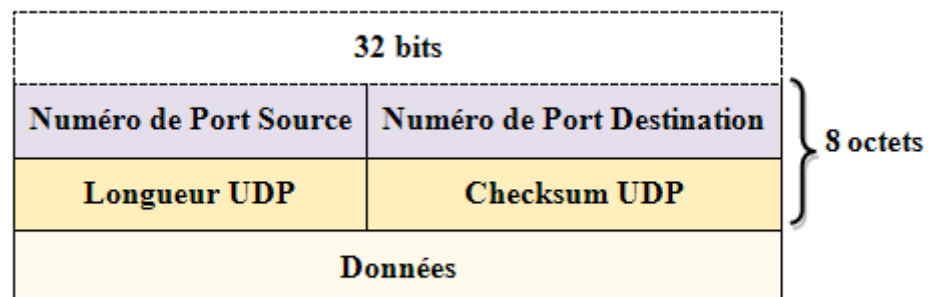 32 bits
Numéro de Port Source
Numéro de Port Destination
8 octets
Longueur UDP
Checksum UDP
Données